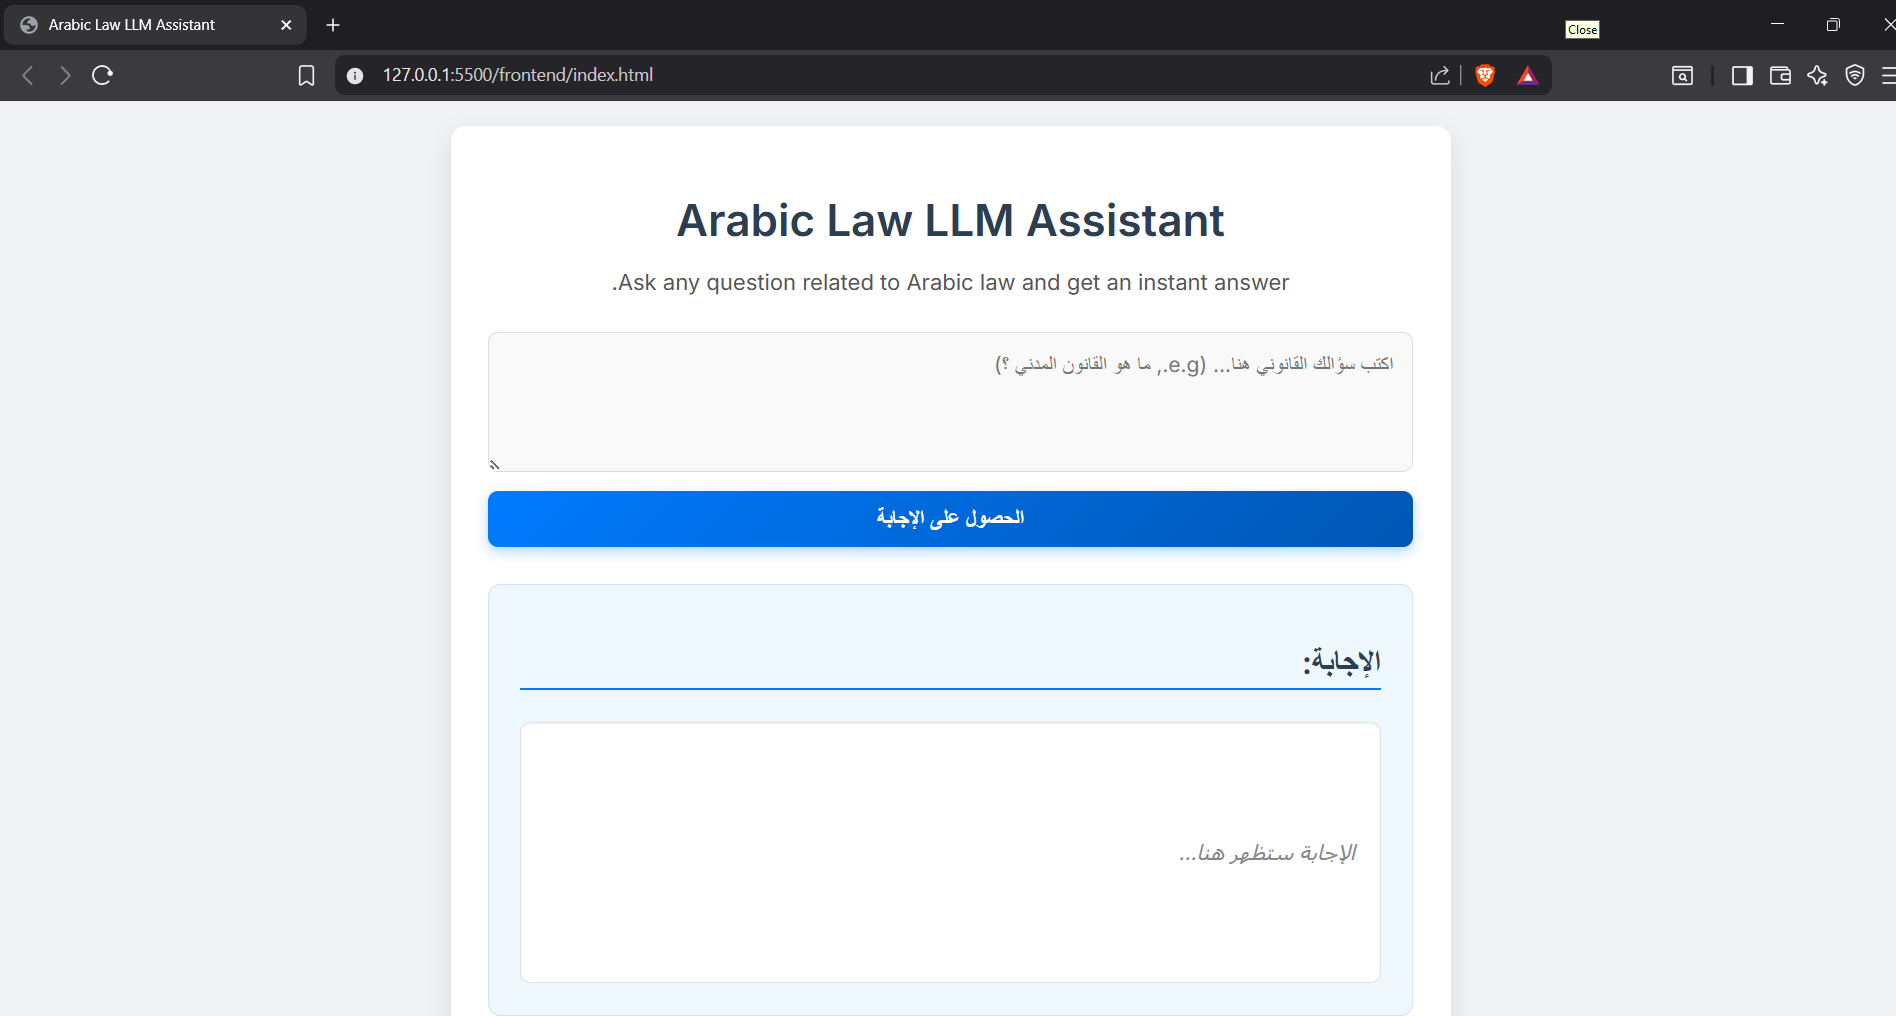 Arabic Law LLM Assistant
Close
127.0.0.1:5500/frontend/index.html
Arabic Law LLM Assistant
.Ask any question related to Arabic law and get an instant answer
اكتب سؤالك القانوني هنا... (e.g., ما هو القانون المدني ؟)
الحصول على الإجابة
الإجابة:
الإجابة ستظهر هنا...